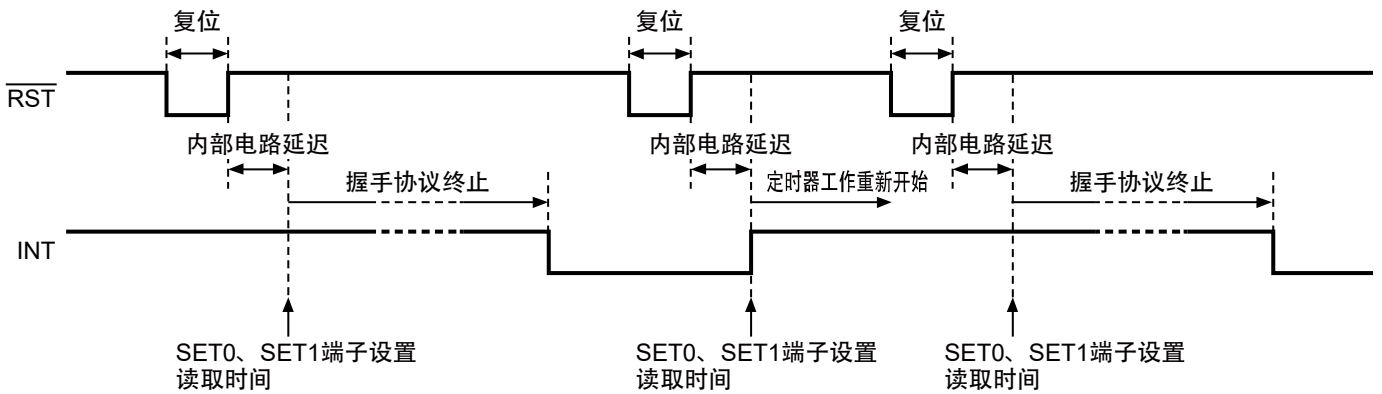 复位
复位
复位
RST
内部电路延迟
内部电路延迟
内部电路延迟
握手协议终止
定时器工作重新开始
握手协议终止
INT
SET0、SET1端子设置
读取时间
SET0、SET1端子设置
读取时间
SET0、SET1端子设置
读取时间